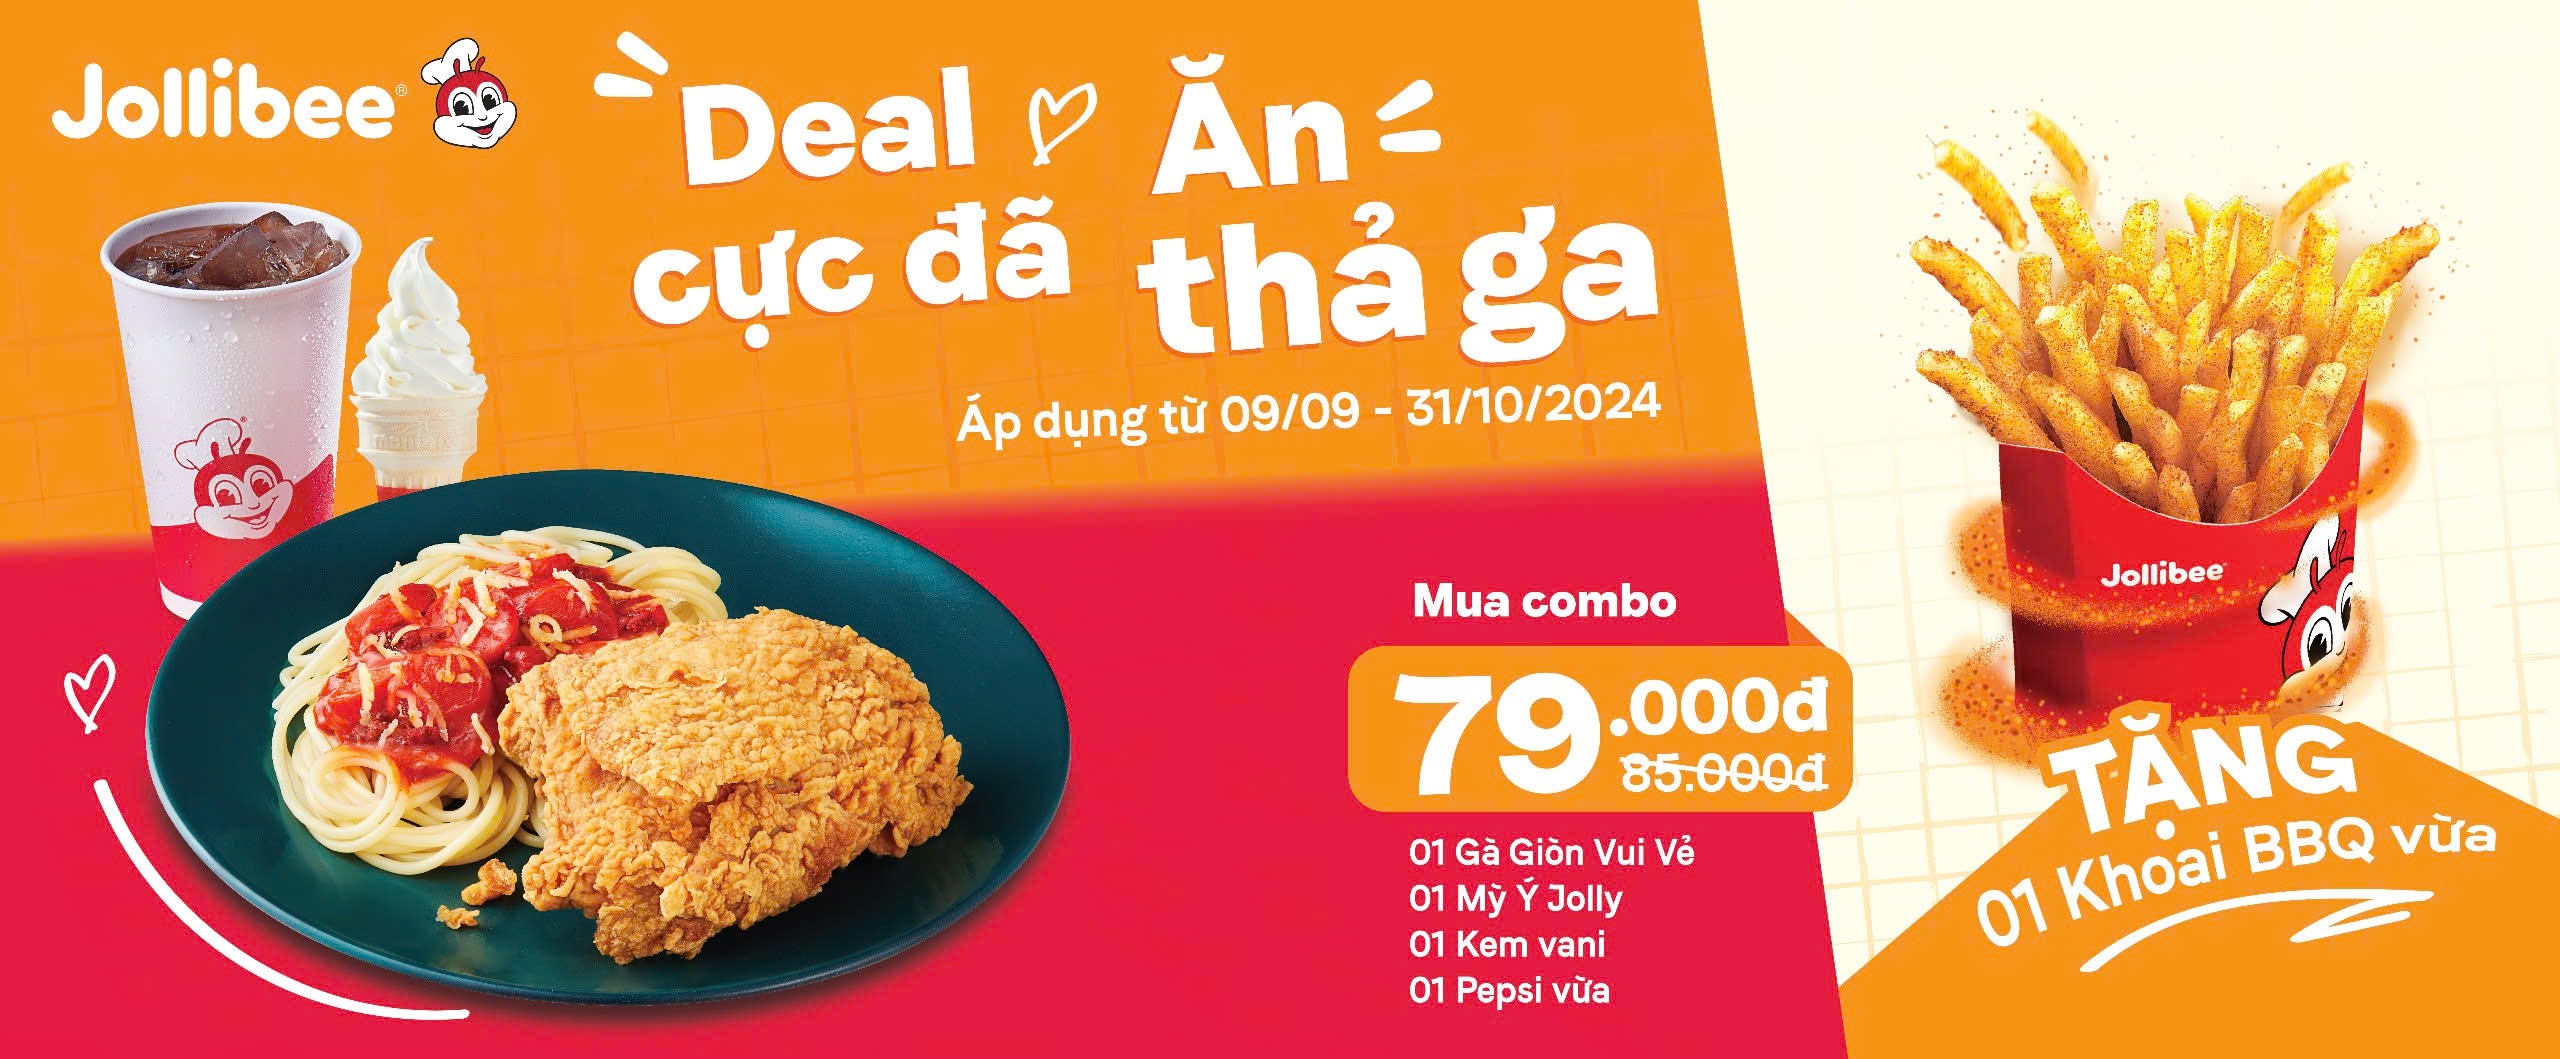 Jollibee®
Deal Ăn
cực đã thả ga
Áp dụng từ 09/09 - 31/10/2024
Mua combo
79.000đ
85.000đ
01 Gà Giòn Vui Vẻ
01 Mỳ Ý Jolly
01 Kem vani
01 Pepsi vừa
Jollibee
TẶNG
01 Khoai BBQ vừa